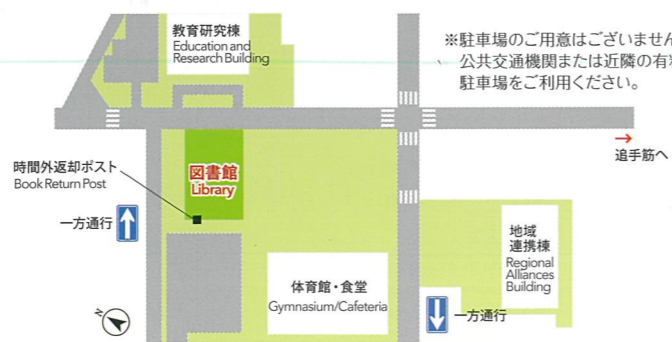 教育研究棟
Education and
Research Building
※駐車場のご用意はございません
公共交通機関または近隣の有料
駐車場をご利用ください。
→
追手筋へ
時間外返却ポスト
Book Return Post
図書館
Library
一方通行
体育館・食堂
Gymnasium/Cafeteria
地域
連携棟
Regional
Alliances
Building
一方通行
N